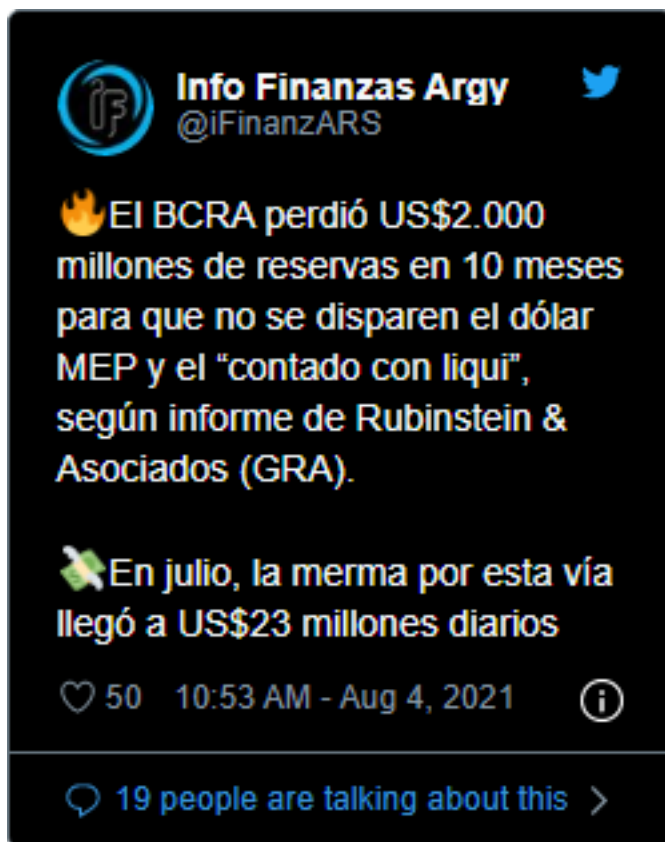 iF
Info Finanzas Argy
@iFinanzARS
🔥El BCRA perdió US$2.000
millones de reservas en 10 meses
para que no se disparen el dólar
MEP y el “contado con liqui”,
según informe de Rubinstein &
Asociados (GRA).
💸En julio, la merma por esta vía
llegó a US$23 millones diarios
50 10:53 AM - Aug 4, 2021
19 people are talking about this